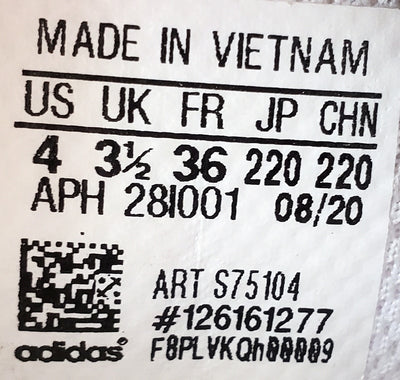 MADE IN VIETNAM
US UK FR JP CHN
4 3½ 36 220 220
APH 28I001 08/20
ART S75104
#126161277
adidas®